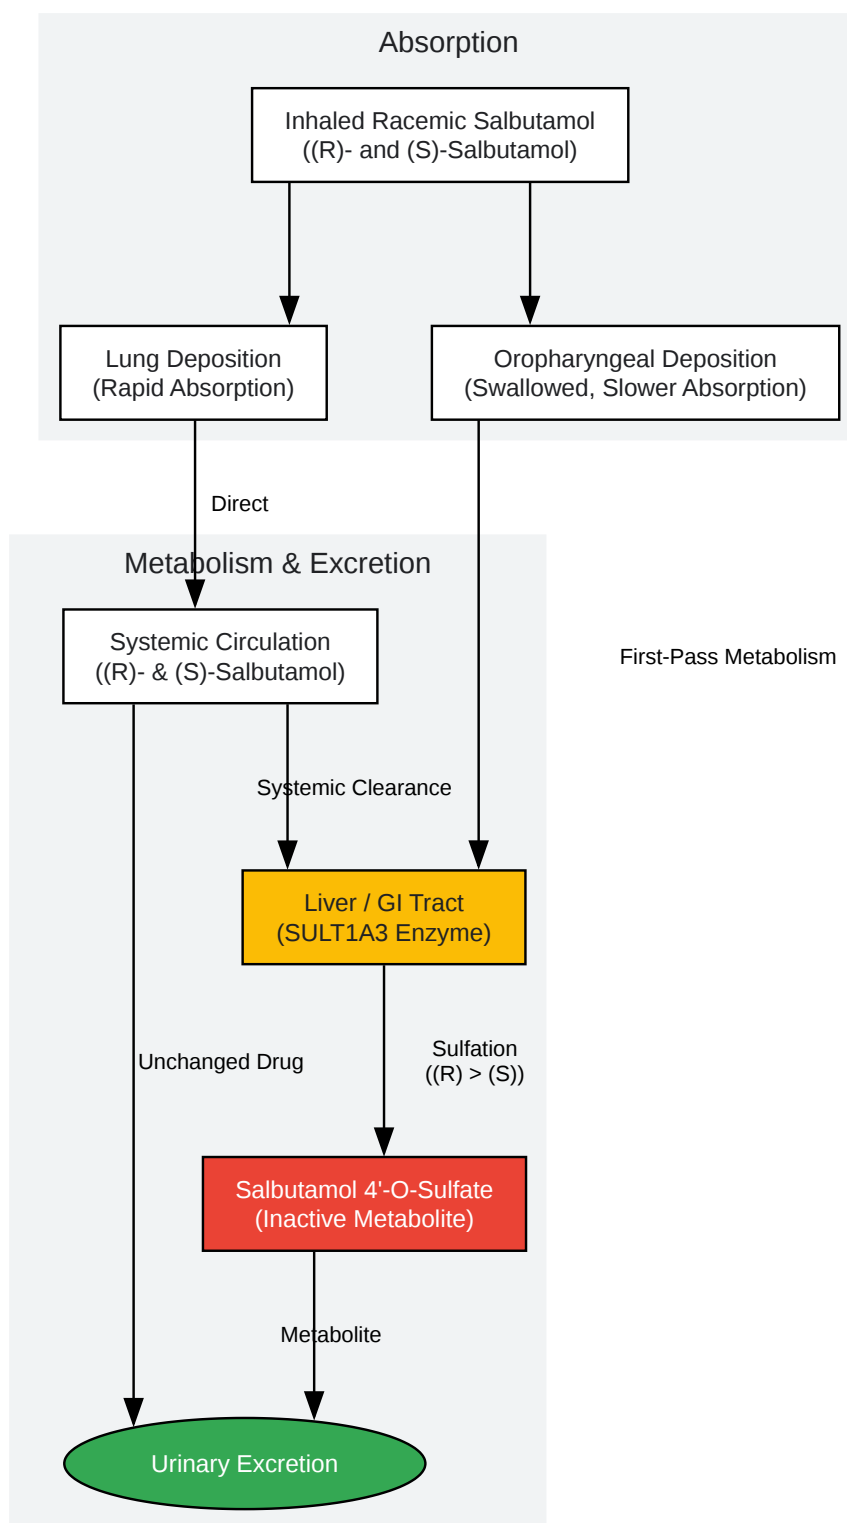 Absorption
Inhaled Racemic Salbutamol
((R)- and (S)-Salbutamol)
Lung Deposition
(Rapid Absorption)
Oropharyngeal Deposition
(Swallowed, Slower Absorption)
Direct
Metabolism & Excretion
Systemic Circulation
((R)- & (S)-Salbutamol)
First-Pass Metabolism
Systemic Clearance
Liver / GI Tract
(SULT1A3 Enzyme)
Unchanged Drug
Sulfation
((R) > (S))
Salbutamol 4'-O-Sulfate
(Inactive Metabolite)
Metabolite
Urinary Excretion